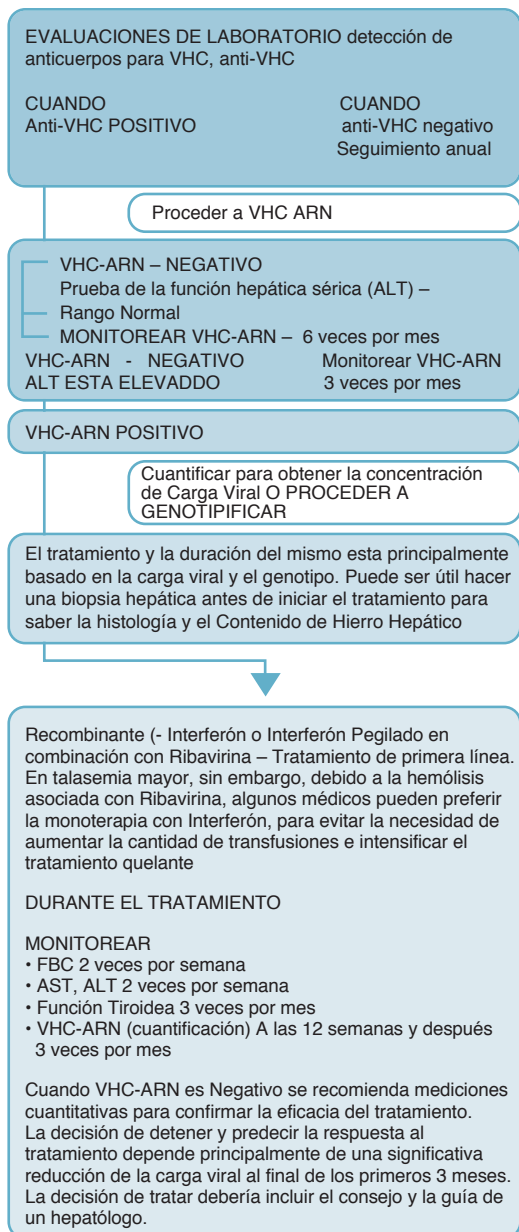 EVALUACIONES DE LABORATORIO detección de
anticuerpos para VHC, anti-VHC
CUANDO
Anti-VHC POSITIVO
CUANDO
anti-VHC negativo
Seguimiento anual
Proceder a VHC ARN
VHC-ARN – NEGATIVO
Prueba de la función hepática sérica (ALT) –
Rango Normal
MONITOREAR VHC-ARN – 6 veces por mes
VHC-ARN - NEGATIVO Monitorear VHC-ARN
ALT ESTA ELEVADDO 3 veces por mes
VHC-ARN POSITIVO
Cuantificar para obtener la concentración
de Carga Viral O PROCEDER A
GENOTIPIFICAR
El tratamiento y la duración del mismo esta principalmente
basado en la carga viral y el genotipo. Puede ser útil hacer
una biopsia hepática antes de iniciar el tratamiento para
saber la histología y el Contenido de Hierro Hepático
Recombinante (- Interferón o Interferón Pegilado en
combinación con Ribavirina – Tratamiento de primera línea.
En talasemia mayor, sin embargo, debido a la hemólisis
asociada con Ribavirina, algunos médicos pueden preferir
la monoterapia con Interferón, para evitar la necesidad de
aumentar la cantidad de transfusiones e intensificar el
tratamiento quelante
DURANTE EL TRATAMIENTO
MONITOREAR
• FBC 2 veces por semana
• AST, ALT 2 veces por semana
• Función Tiroidea 3 veces por mes
• VHC-ARN (cuantificación) A las 12 semanas y después
3 veces por mes
Cuando VHC-ARN es Negativo se recomienda mediciones
cuantitativas para confirmar la eficacia del tratamiento.
La decisión de detener y predecir la respuesta al
tratamiento depende principalmente de una significativa
reducción de la carga viral al final de los primeros 3 meses.
La decisión de tratar debería incluir el consejo y la guía de
un hepatólogo.